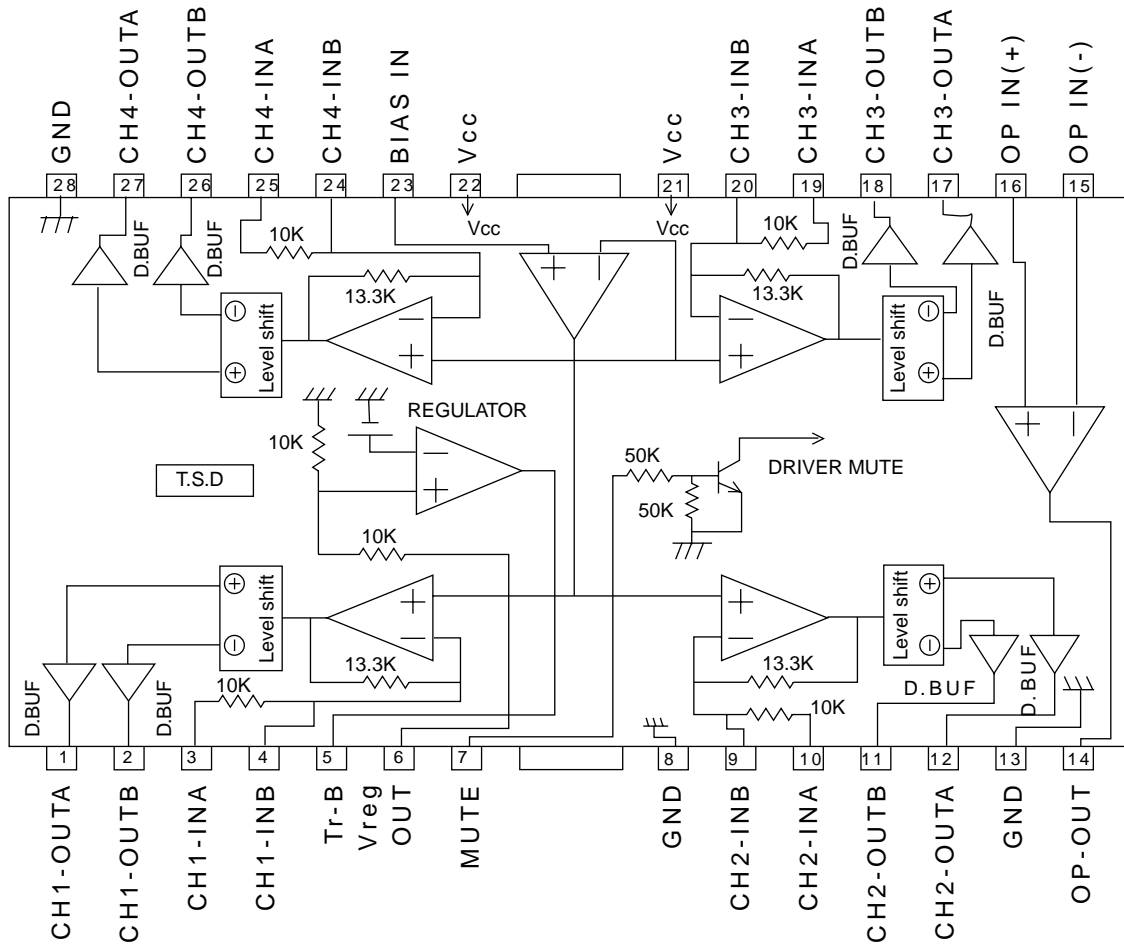 GND
CH4-OUTA
CH4-OUTB
CH4-INA
CH4-INB
BIAS IN
Vcc
Vcc
CH3-INB
CH3-INA
CH3-OUTB
CH3-OUTA
OP IN(+)
OP IN(-)
28
27
26
25
24
23
22
21
20
19
18
17
16
15
Vcc
Vcc
D.BUF
D.BUF
10K
10K
D.BUF
D.BUF
13.3K
13.3K
+
−
−
+
Level shift
−
+
−
+
Level shift
−
+
REGULATOR
10K
−
+
T.S.D
50K
50K
DRIVER MUTE
+
−
10K
+
−
Level shift
+
−
+
−
Level shift
+
−
D.BUF
D.BUF
10K
13.3K
13.3K
10K
D.BUF
D.BUF
1
2
3
4
5
6
7
8
9
10
11
12
13
14
CH1-OUTA
CH1-OUTB
CH1-INA
CH1-INB
Tr-B
Vreg
OUT
MUTE
GND
CH2-INB
CH2-INA
CH2-OUTB
CH2-OUTA
GND
OP-OUT